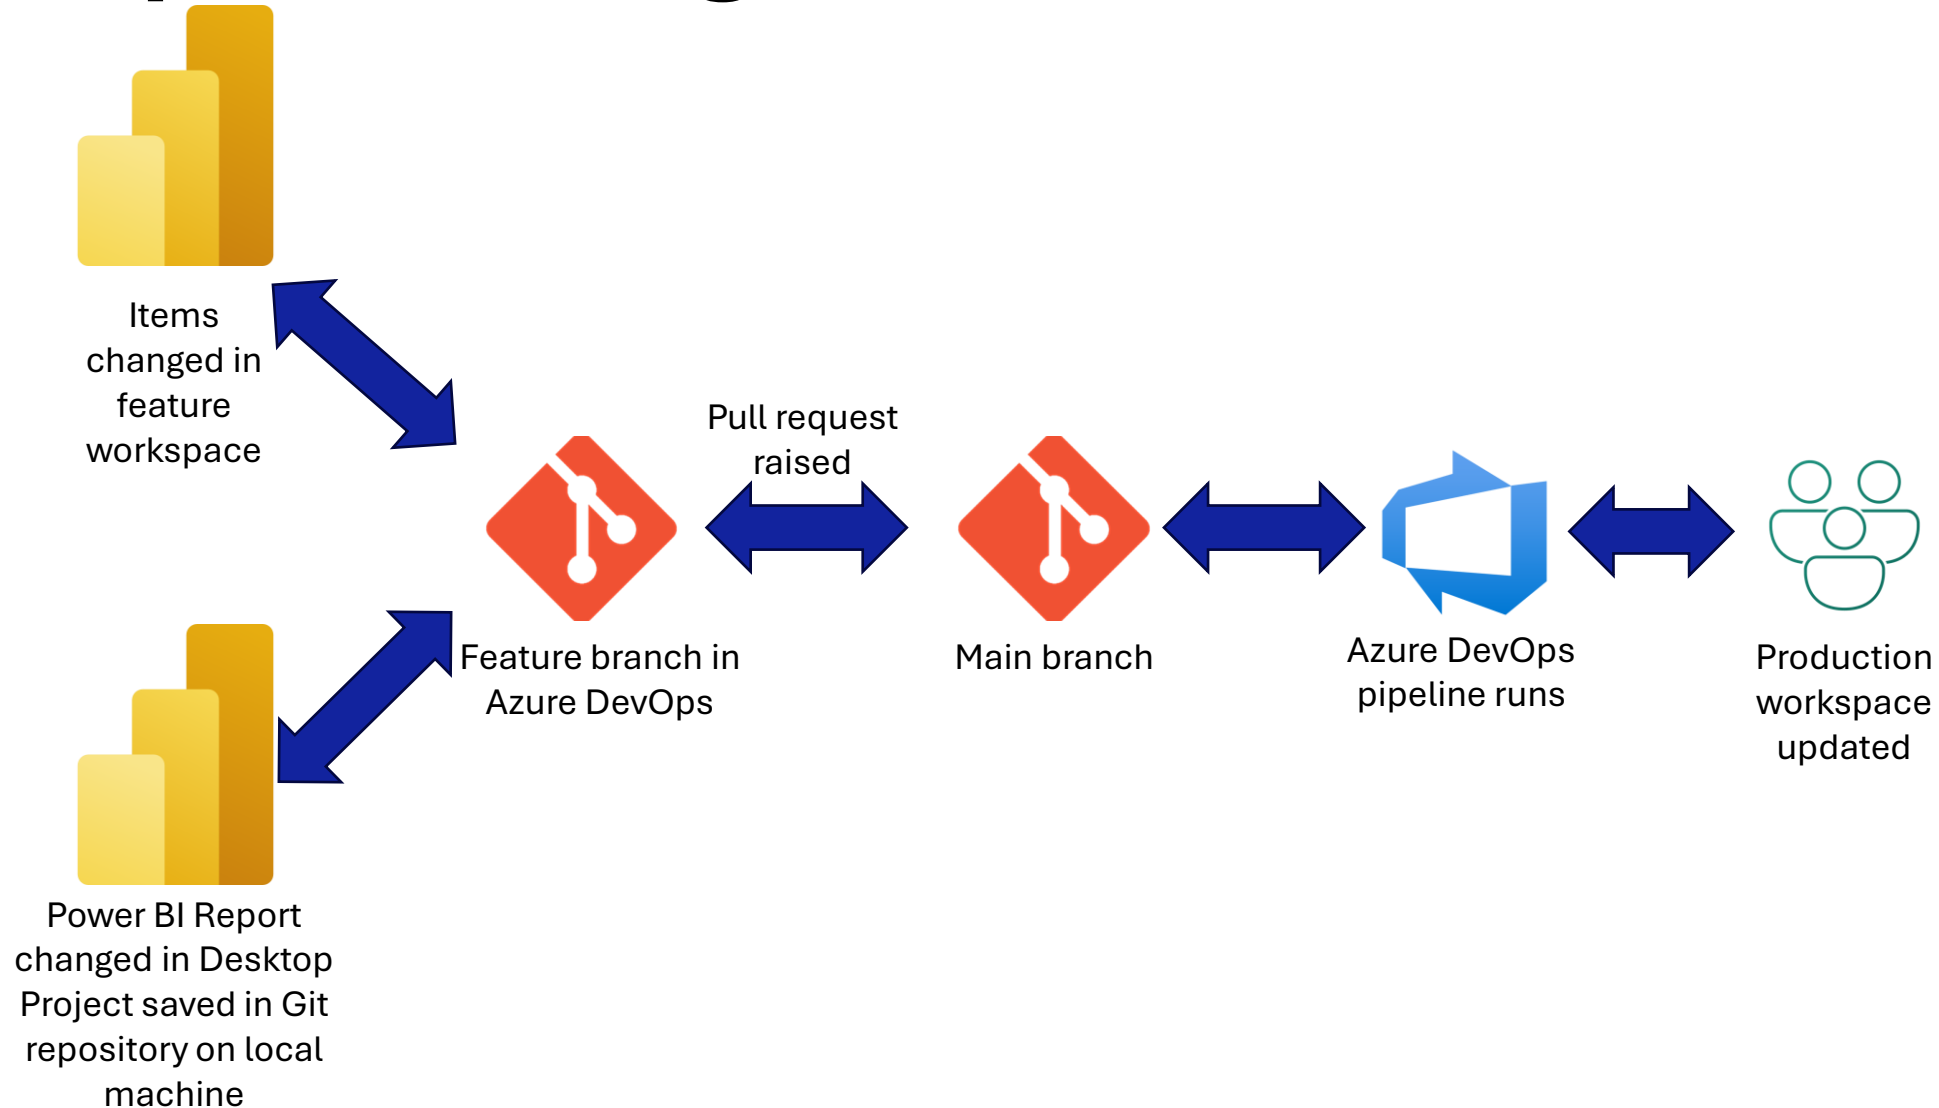 Items
changed in
feature
workspace
Pull request
raised
Feature branch in
Azure DevOps
Main branch
Azure DevOps
pipeline runs
Production
workspace
updated
Power BI Report
changed in Desktop
Project saved in Git
repository on local
machine